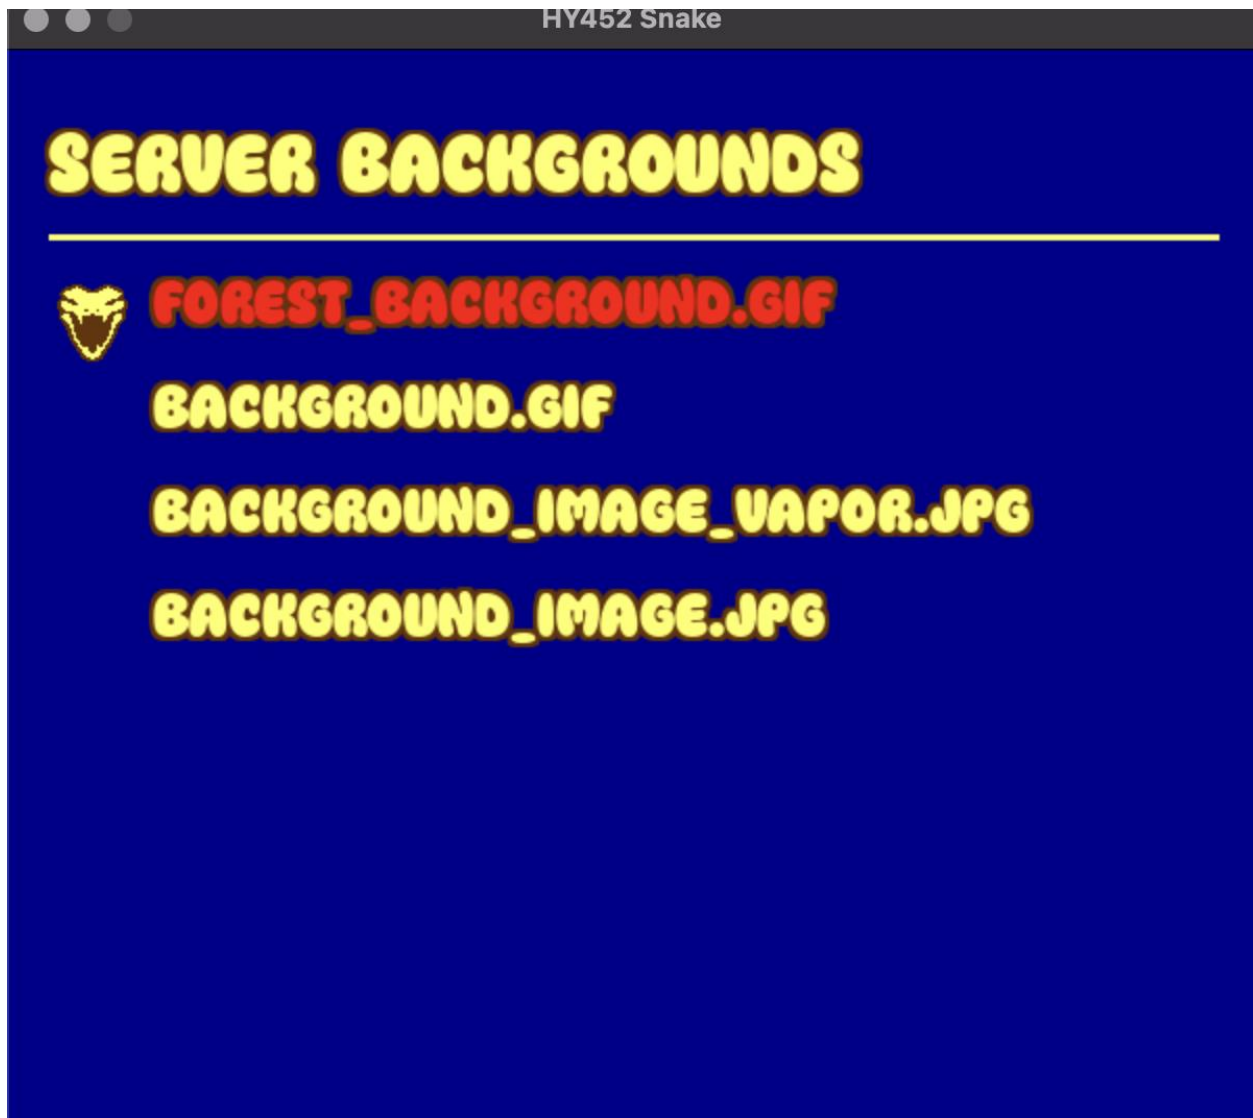 HY452 Snake
SERVER BACKGROUNDS
FOREST_BACKGROUND.GIF
BACKGROUND.GIF
BACKGROUND_IMAGE_VAPOR.JPG
BACKGROUND_IMAGE.JPG